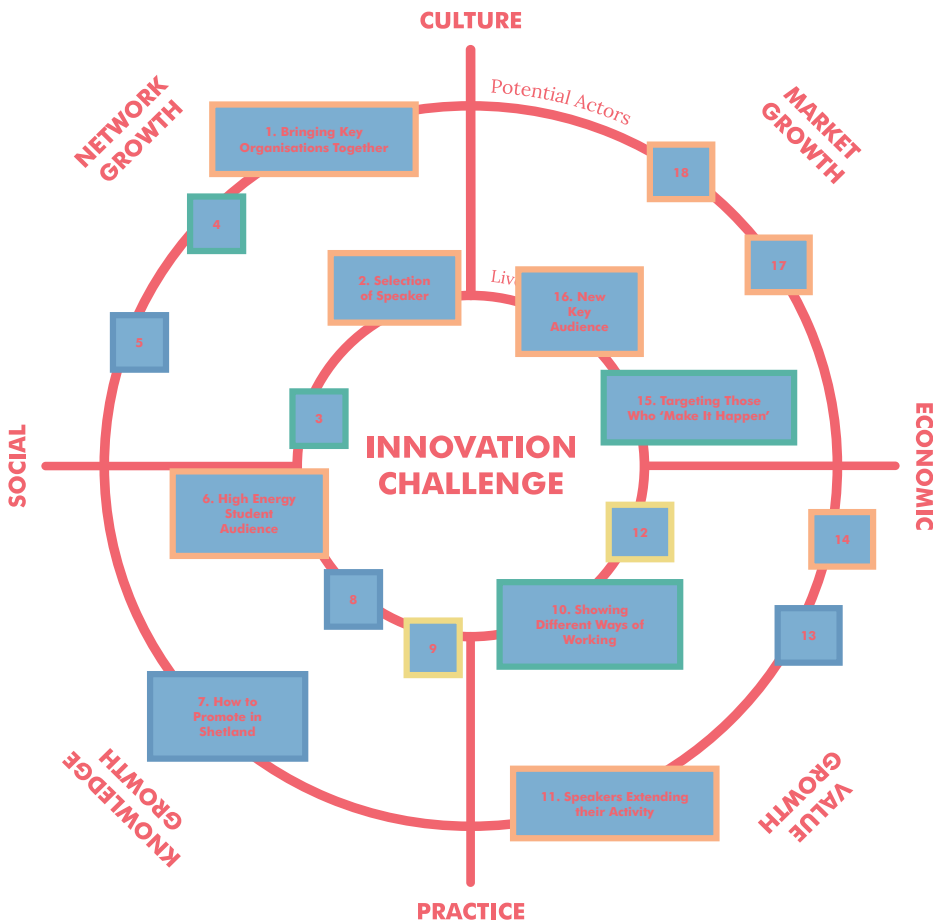 CULTURE
NETWORK
GROWTH
Potential Actors
MARKET
GROWTH
1. Bringing Key
Organisations Together
18
4
17
2. Selection
of Speaker
16. New
Key
Audience
5
3
15. Targeting Those
Who ‘Make It Happen’
INNOVATION
CHALLENGE
SOCIAL
ECONOMIC
6. High Energy
Student
Audience
12
14
8
10. Showing
Different Ways of
Working
13
9
7. How to
Promote in
Shetland
KNOWLEDGE
GROWTH
11. Speakers Extending
their Activity
VALUE
GROWTH
PRACTICE